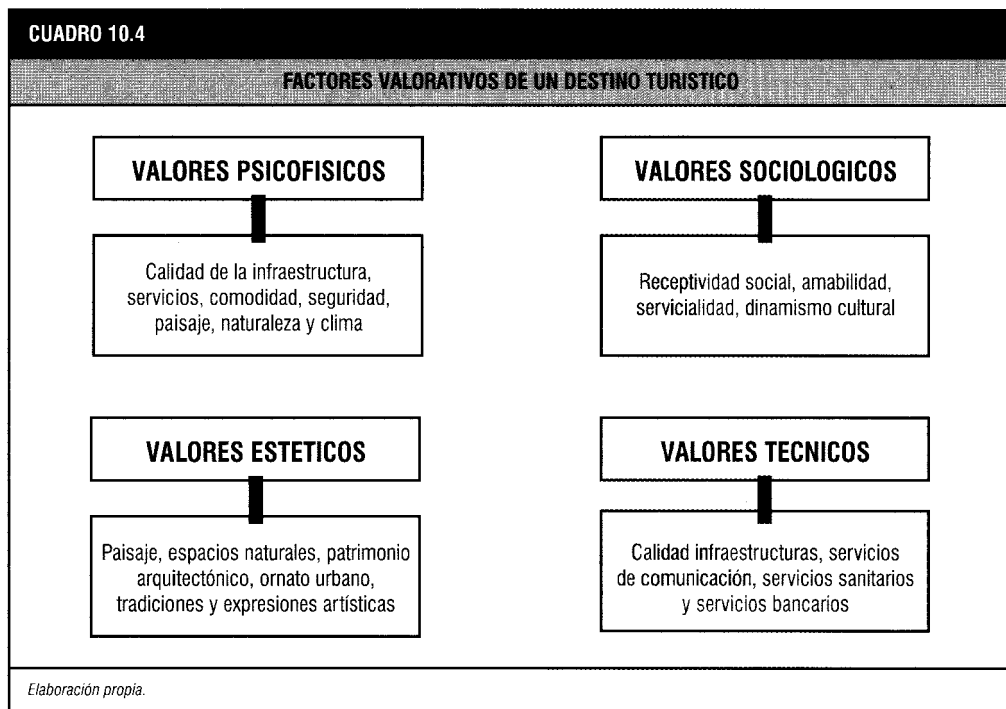 CUADRO 10.4
FACTORES VALORATIVOS DE UN DESTINO TURISTICO
VALORES PSICOFISICOS
Calidad de la infraestructura,
servicios, comodidad, seguridad,
paisaje, naturaleza y clima
VALORES SOCIOLOGICOS
Receptividad social, amabilidad,
servicialidad, dinamismo cultural
VALORES ESTETICOS
Paisaje, espacios naturales, patrimonio
arquitectónico, ornato urbano,
tradiciones y expresiones artísticas
VALORES TECNICOS
Calidad infraestructuras, servicios
de comunicación, servicios sanitarios
y servicios bancarios
Elaboración propia.